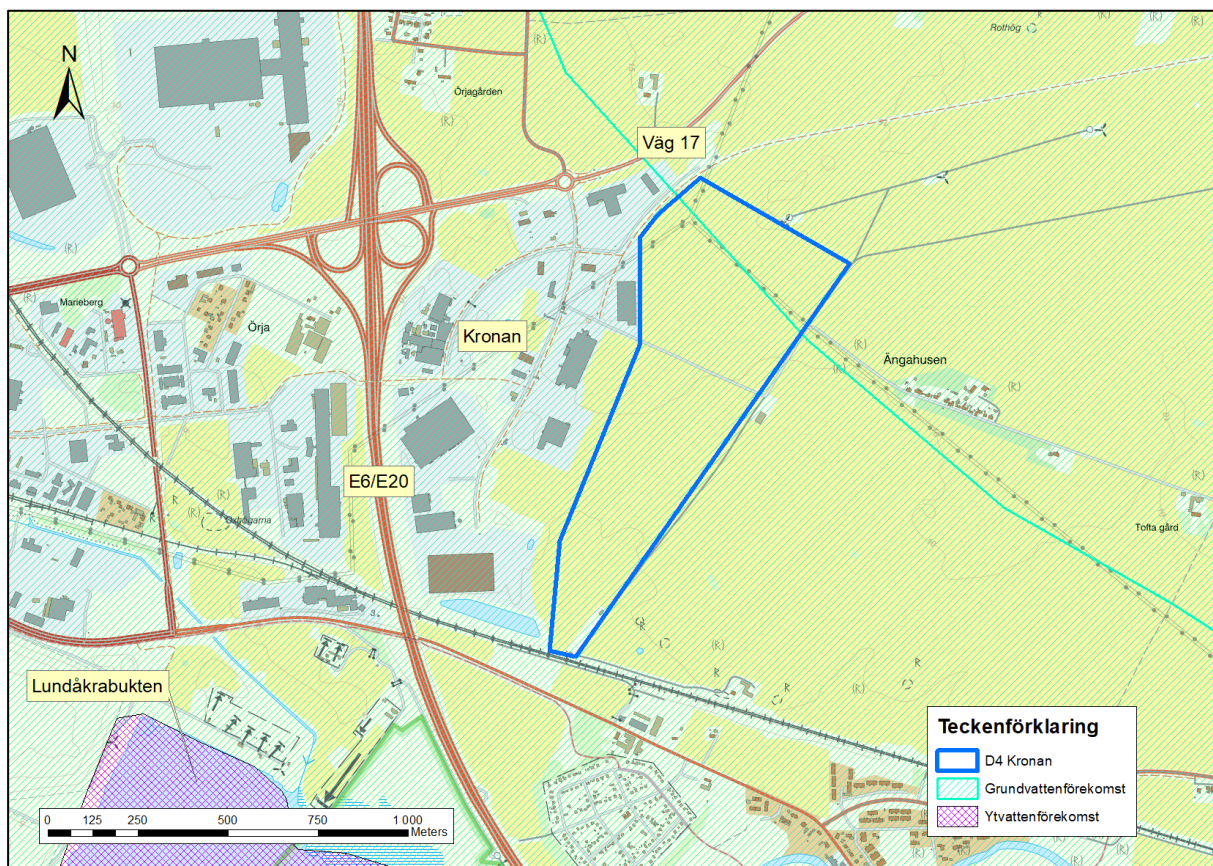 N
Rothög
(R)
R
(R)
Örjagården
(R)
Väg 17
(R)
(R)
Marieberg
Örja
Kronan
Ängahusen
(R)
(R)
E6/E20
R
(R)
R
(R)
Oxhögarna
Tofta gård
R
(R)
R
R
(R)
R
Lundåkrabukten
Teckenförklaring
D4 Kronan
Grundvattenförekomst
Ytvattenförekomst
0 125 250 500 750 1 000
Meters
(R)
(R)